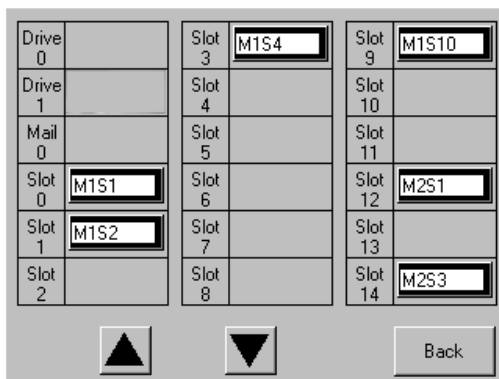 Drive
0
Drive
1
Mail
0
Slot
0
M1S1
Slot
1
M1S2
Slot
2
Slot
3
M1S4
Slot
4
Slot
5
Slot
6
Slot
7
Slot
8
Slot
9
M1S10
Slot
10
Slot
11
Slot
12
M2S1
Slot
13
Slot
14
M2S3
Back